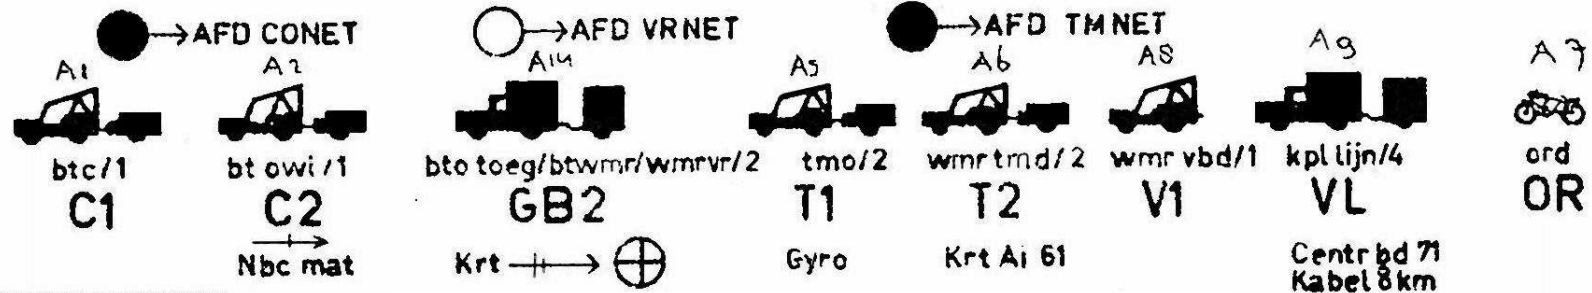 AFD CONET AFD VRNET AFD TMNET
A1 A2 A14 A5 A6 A8 A9 A7
btc/1 bt owi/1 bto toeg/btwmr/wmrvr/2 tmo/2 wmr tmd/2 wmr vbd/1 kpl lijn/4 ord
C1 C2 GB2 T1 T2 V1 VL OR
Nbc mat Krt Gyro Krt Ai 61 Centr bd 71
Kabel 8 km